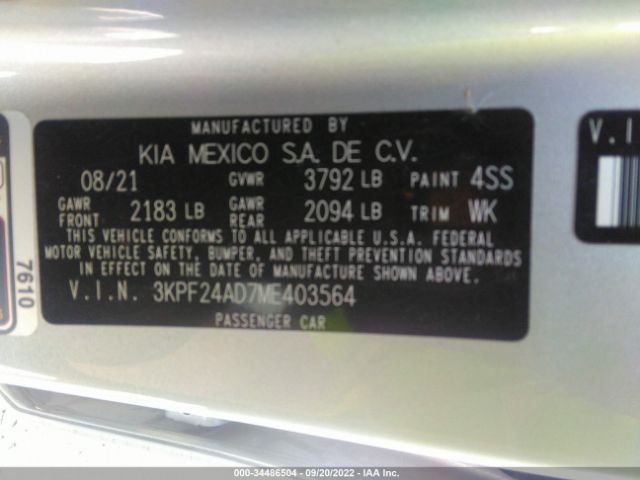 MANUFACTURED BY
KIA MEXICO S.A. DE C.V.
08/21 GVWR 3792 LB PAINT 4SS
GAWR FRONT 2183 LB GAWR REAR 2094 LB TRIM WK
THIS VEHICLE CONFORMS TO ALL APPLICABLE U.S.A. FEDERAL
MOTOR VEHICLE SAFETY, BUMPER, AND THEFT PREVENTION STANDARDS
IN EFFECT ON THE DATE OF MANUFACTURE SHOWN ABOVE.
V.I.N. 3KPF24AD7ME403564
PASSENGER CAR
7610
V.I
000-34486504 - 09/20/2022 - IAA Inc.